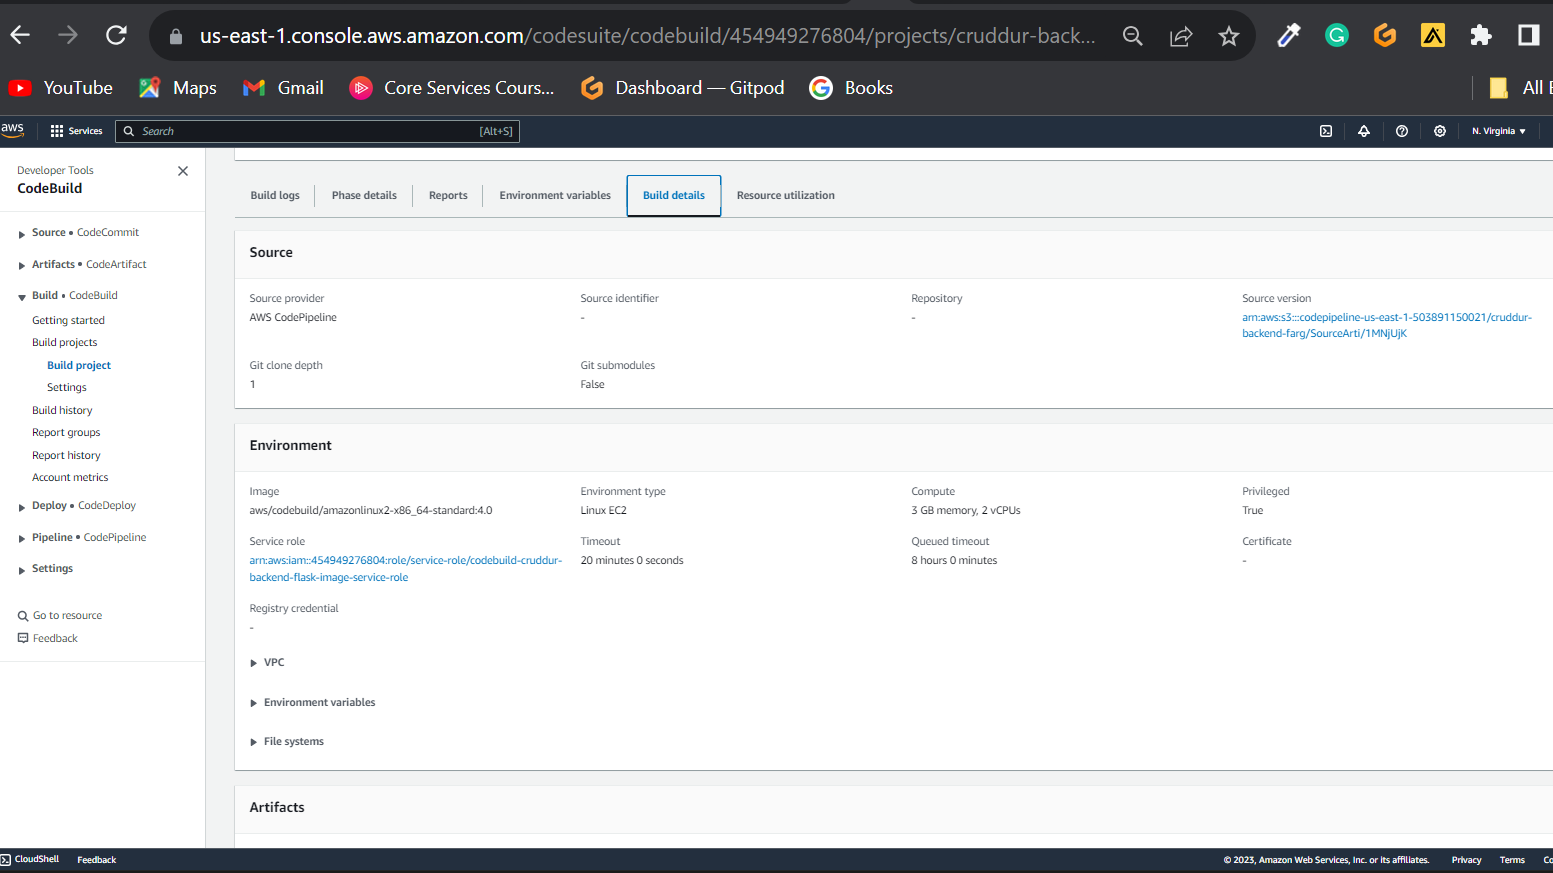 us-east-1.console.aws.amazon.com/codesuite/codebuild/454949276804/projects/cruddur-back...
YouTube Maps Gmail Core Services Cours... Dashboard — Gitpod Books All
aws Services Search [Alt+S] N. Virginia
Developer Tools
CodeBuild
Source • CodeCommit
Artifacts • CodeArtifact
Build • CodeBuild
Getting started
Build projects
Build project
Settings
Build history
Report groups
Report history
Account metrics
Deploy • CodeDeploy
Pipeline • CodePipeline
Settings
Go to resource
Feedback
Build logs Phase details Reports Environment variables Build details Resource utilization
Source
Source provider
AWS CodePipeline
Source identifier
-
Repository
-
Source version
arn:aws:s3:::codepipeline-us-east-1-503891150021/cruddur-
backend-farg/SourceArti/1MNjUjK
Git clone depth
1
Git submodules
False
Environment
Image
aws/codebuild/amazonlinux2-x86_64-standard:4.0
Environment type
Linux EC2
Compute
3 GB memory, 2 vCPUs
Privileged
True
Service role
arn:aws:iam::454949276804:role/service-role/codebuild-cruddur-
backend-flask-image-service-role
Timeout
20 minutes 0 seconds
Queued timeout
8 hours 0 minutes
Certificate
-
Registry credential
-
VPC
Environment variables
File systems
Artifacts
CloudShell Feedback © 2023, Amazon Web Services, Inc. or its affiliates. Privacy Terms